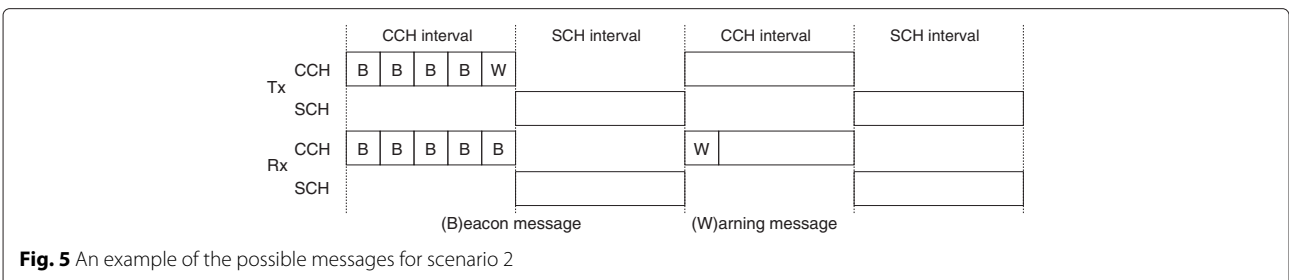 CCH interval SCH interval CCH interval SCH interval
CCH B B B B W
Tx
SCH
CCH B B B B B W
Rx
SCH
(B)eacon message (W)arning message
Fig. 5 An example of the possible messages for scenario 2